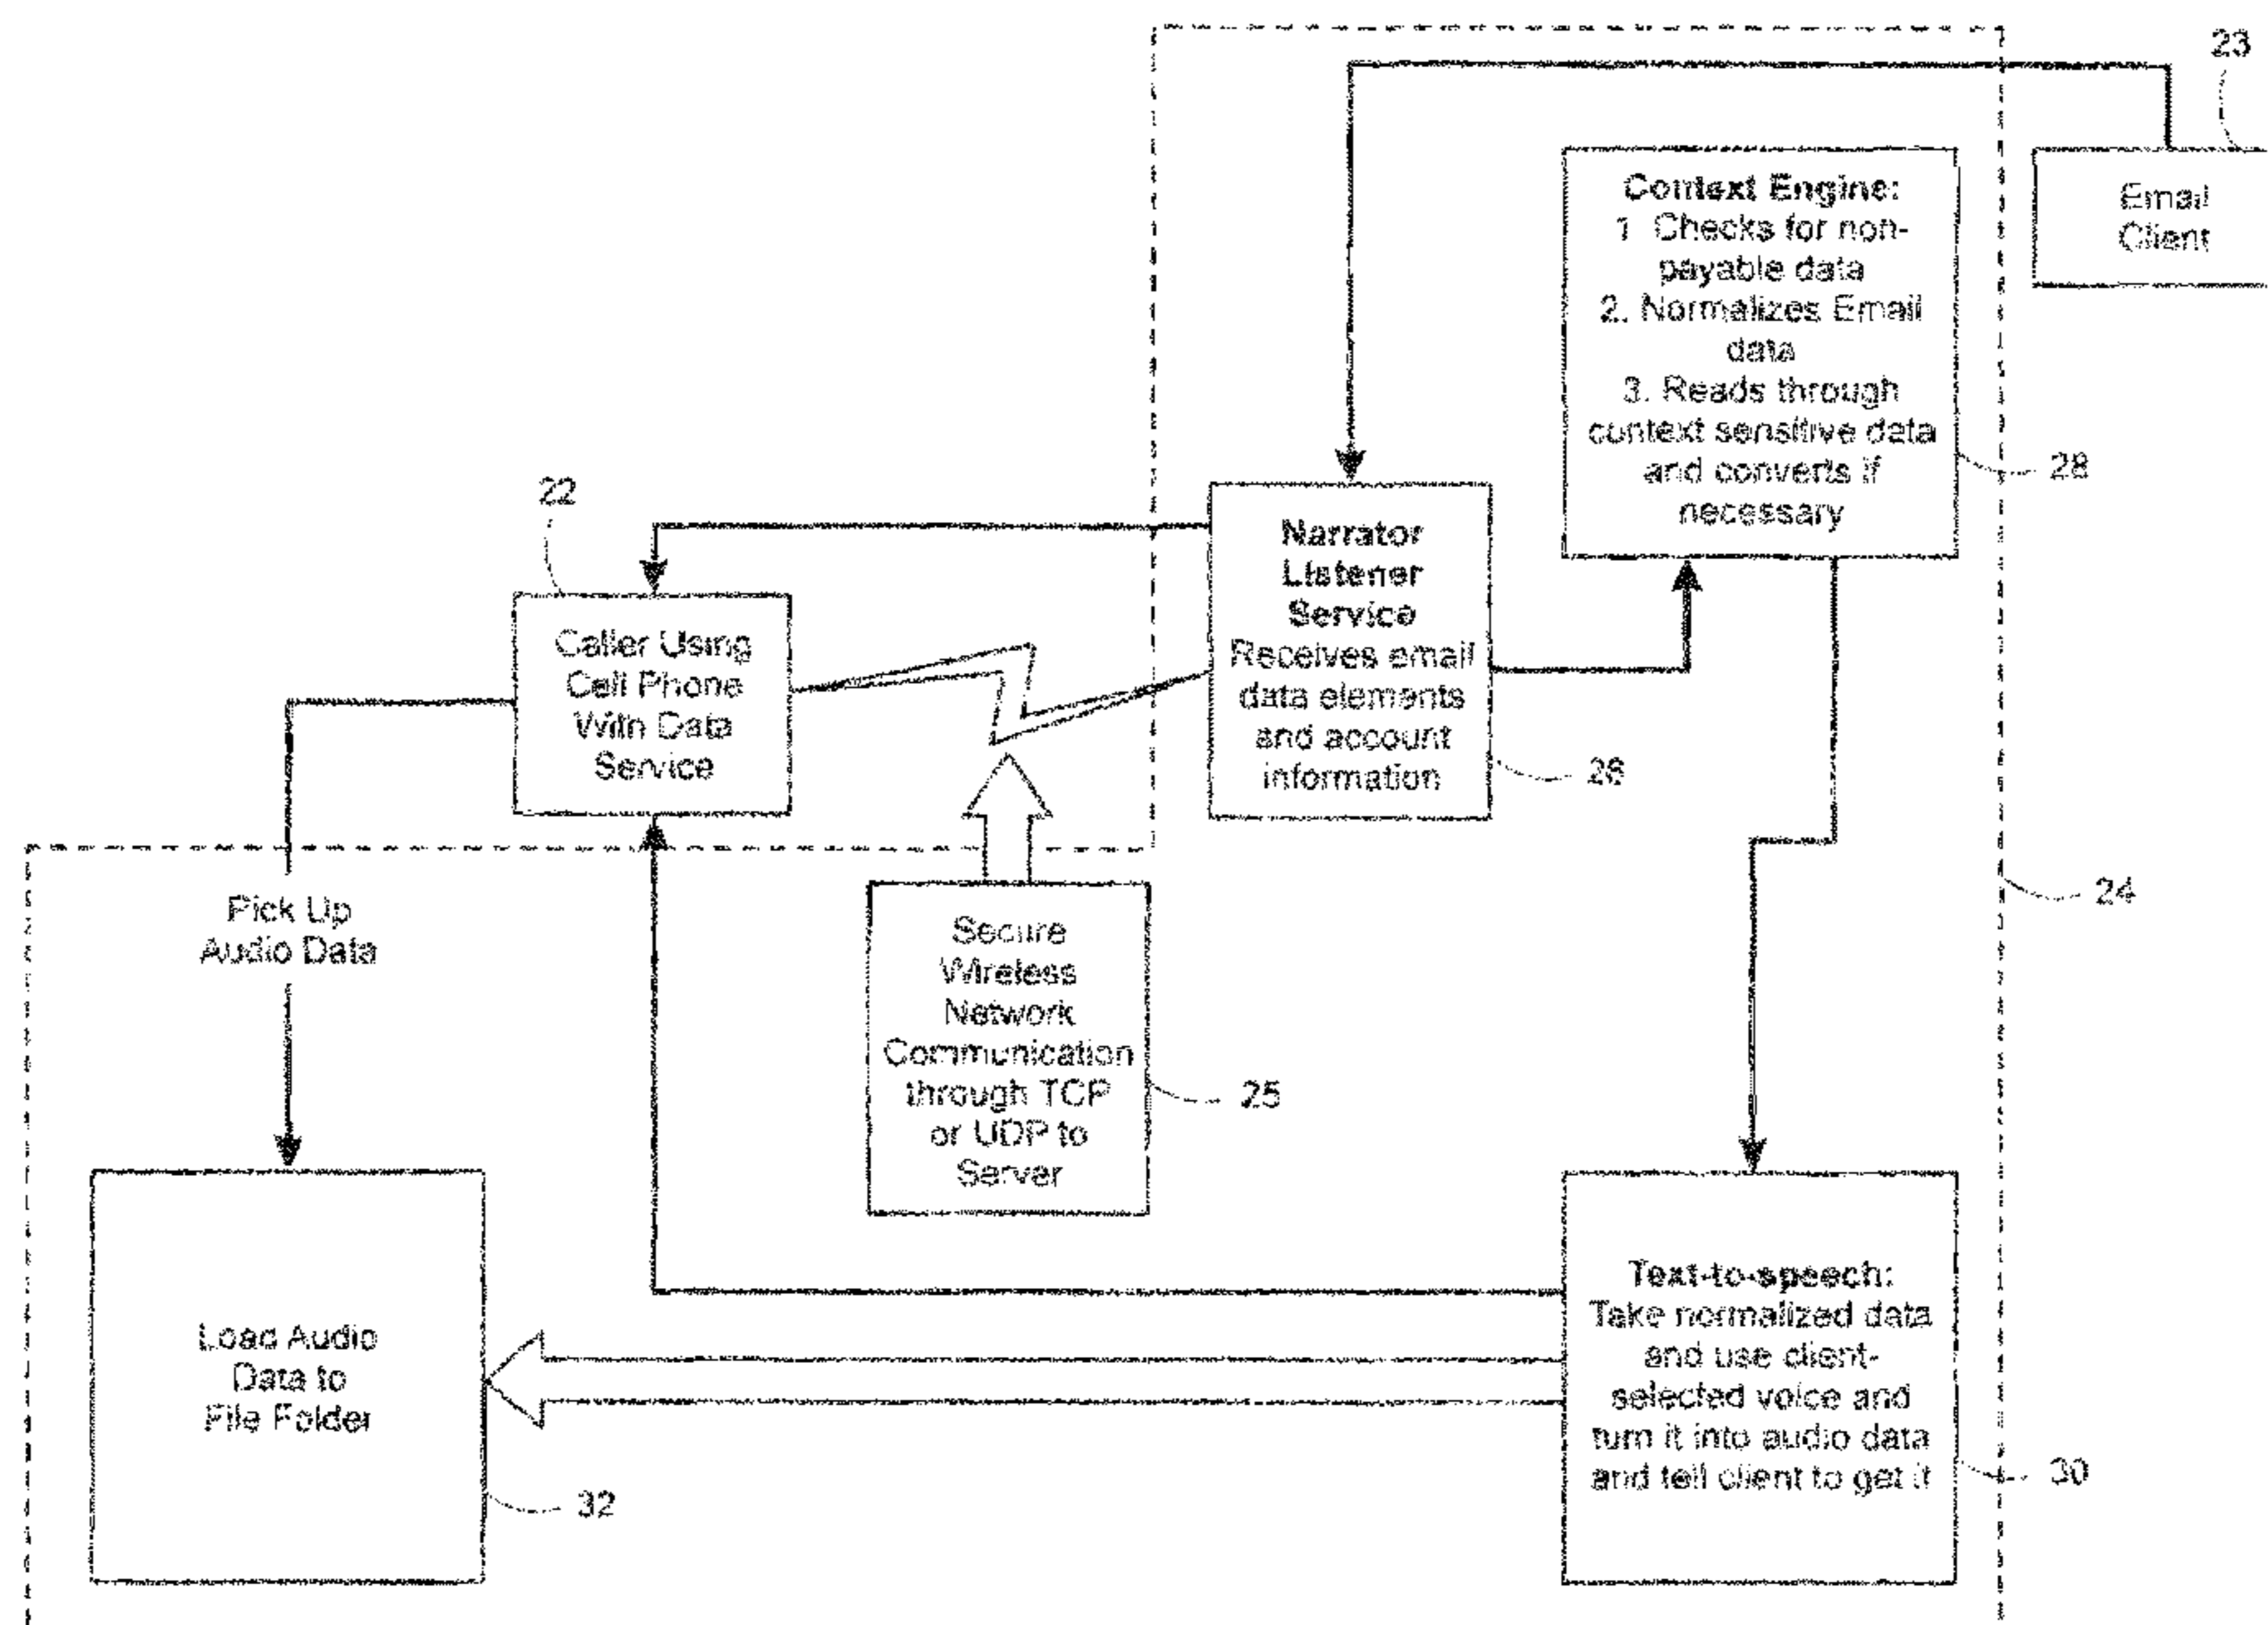 23
Email
Client
Context Engine:
1 Checks for non-
payable data
2. Normalizes Email
data
3. Reads through
context sensitive data
and converts if
necessary
28
22
Caller Using
Cell Phone
With Data
Service
Narrator
Listener
Service
Receives email
data elements
and account
information
26
Pick Up
Audio Data
Secure
Wireless
Network
Communication
through TCP
or UDP to
Server
25
24
Load Audio
Data to
File Folder
32
Text-to-speech:
Take normalized data
and use client-
selected voice and
turn it into audio data
and tell client to get it
30